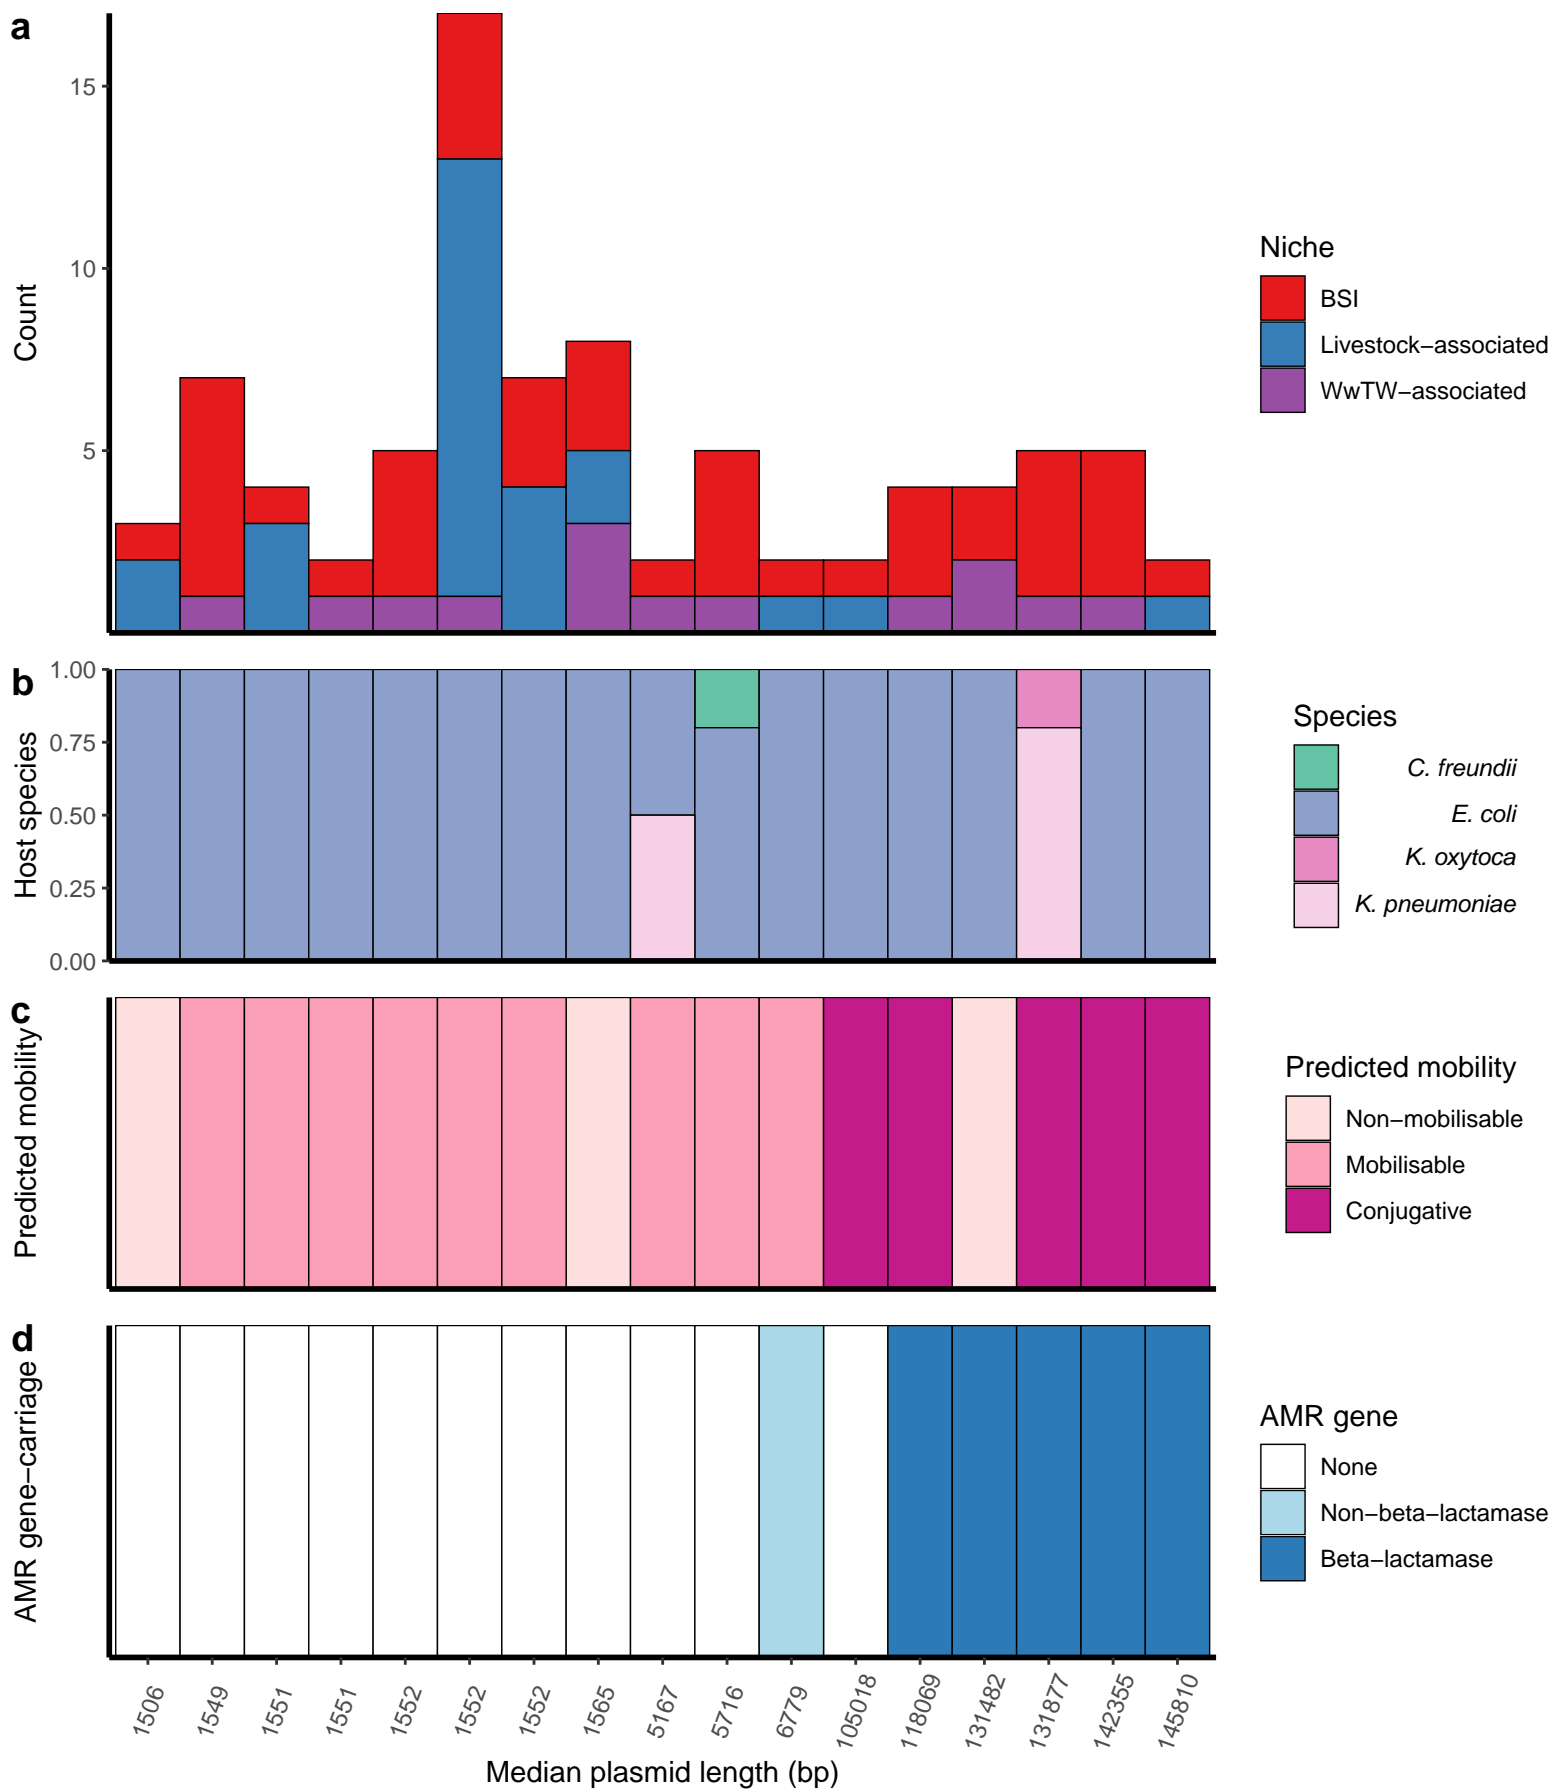 a
15
10
5
Count
Niche
BSI
Livestock−associated
WwTW−associated
b
1.00
0.75
0.50
0.25
0.00
Host species
Species
C. freundii
E. coli
K. oxytoca
K. pneumoniae
c
Predicted mobility
Predicted mobility
Non−mobilisable
Mobilisable
Conjugative
d
AMR gene−carriage
AMR gene
None
Non−beta−lactamase
Beta−lactamase
1506
1549
1551
1551
1552
1552
1552
1565
5167
5716
6779
105018
118069
131482
131877
142355
145810
Median plasmid length (bp)